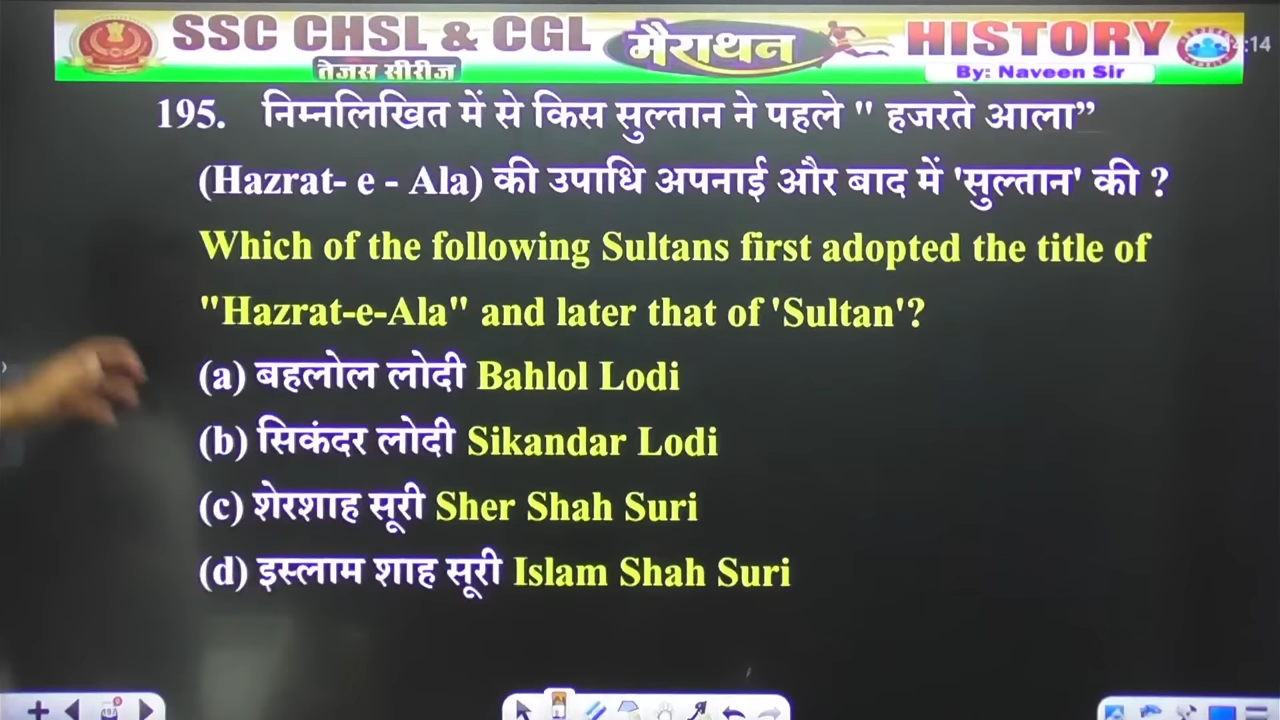 SSC CHSL & CGL मैराथन HISTORY
तेजस सीरीज
By: Naveen Sir
:14
195. निम्नलिखित में से किस सुल्तान ने पहले " हजरते आला”
(Hazrat- e - Ala) की उपाधि अपनाई और बाद में 'सुल्तान' की ?
Which of the following Sultans first adopted the title of
"Hazrat-e-Ala" and later that of 'Sultan'?
(a) बहलोल लोदी Bahlol Lodi
(b) सिकंदर लोदी Sikandar Lodi
(c) शेरशाह सूरी Sher Shah Suri
(d) इस्लाम शाह सूरी Islam Shah Suri